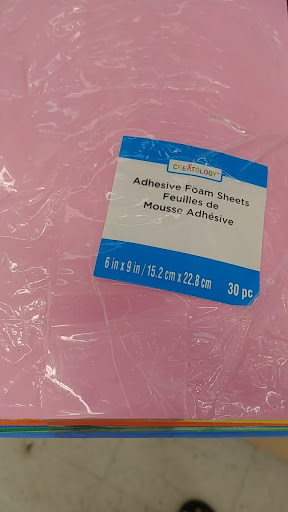 CREATOLOGY™
Adhesive Foam Sheets
Feuilles de
Mousse Adhésive
6 in x 9 in / 15.2 cm x 22.8 cm 30 pc